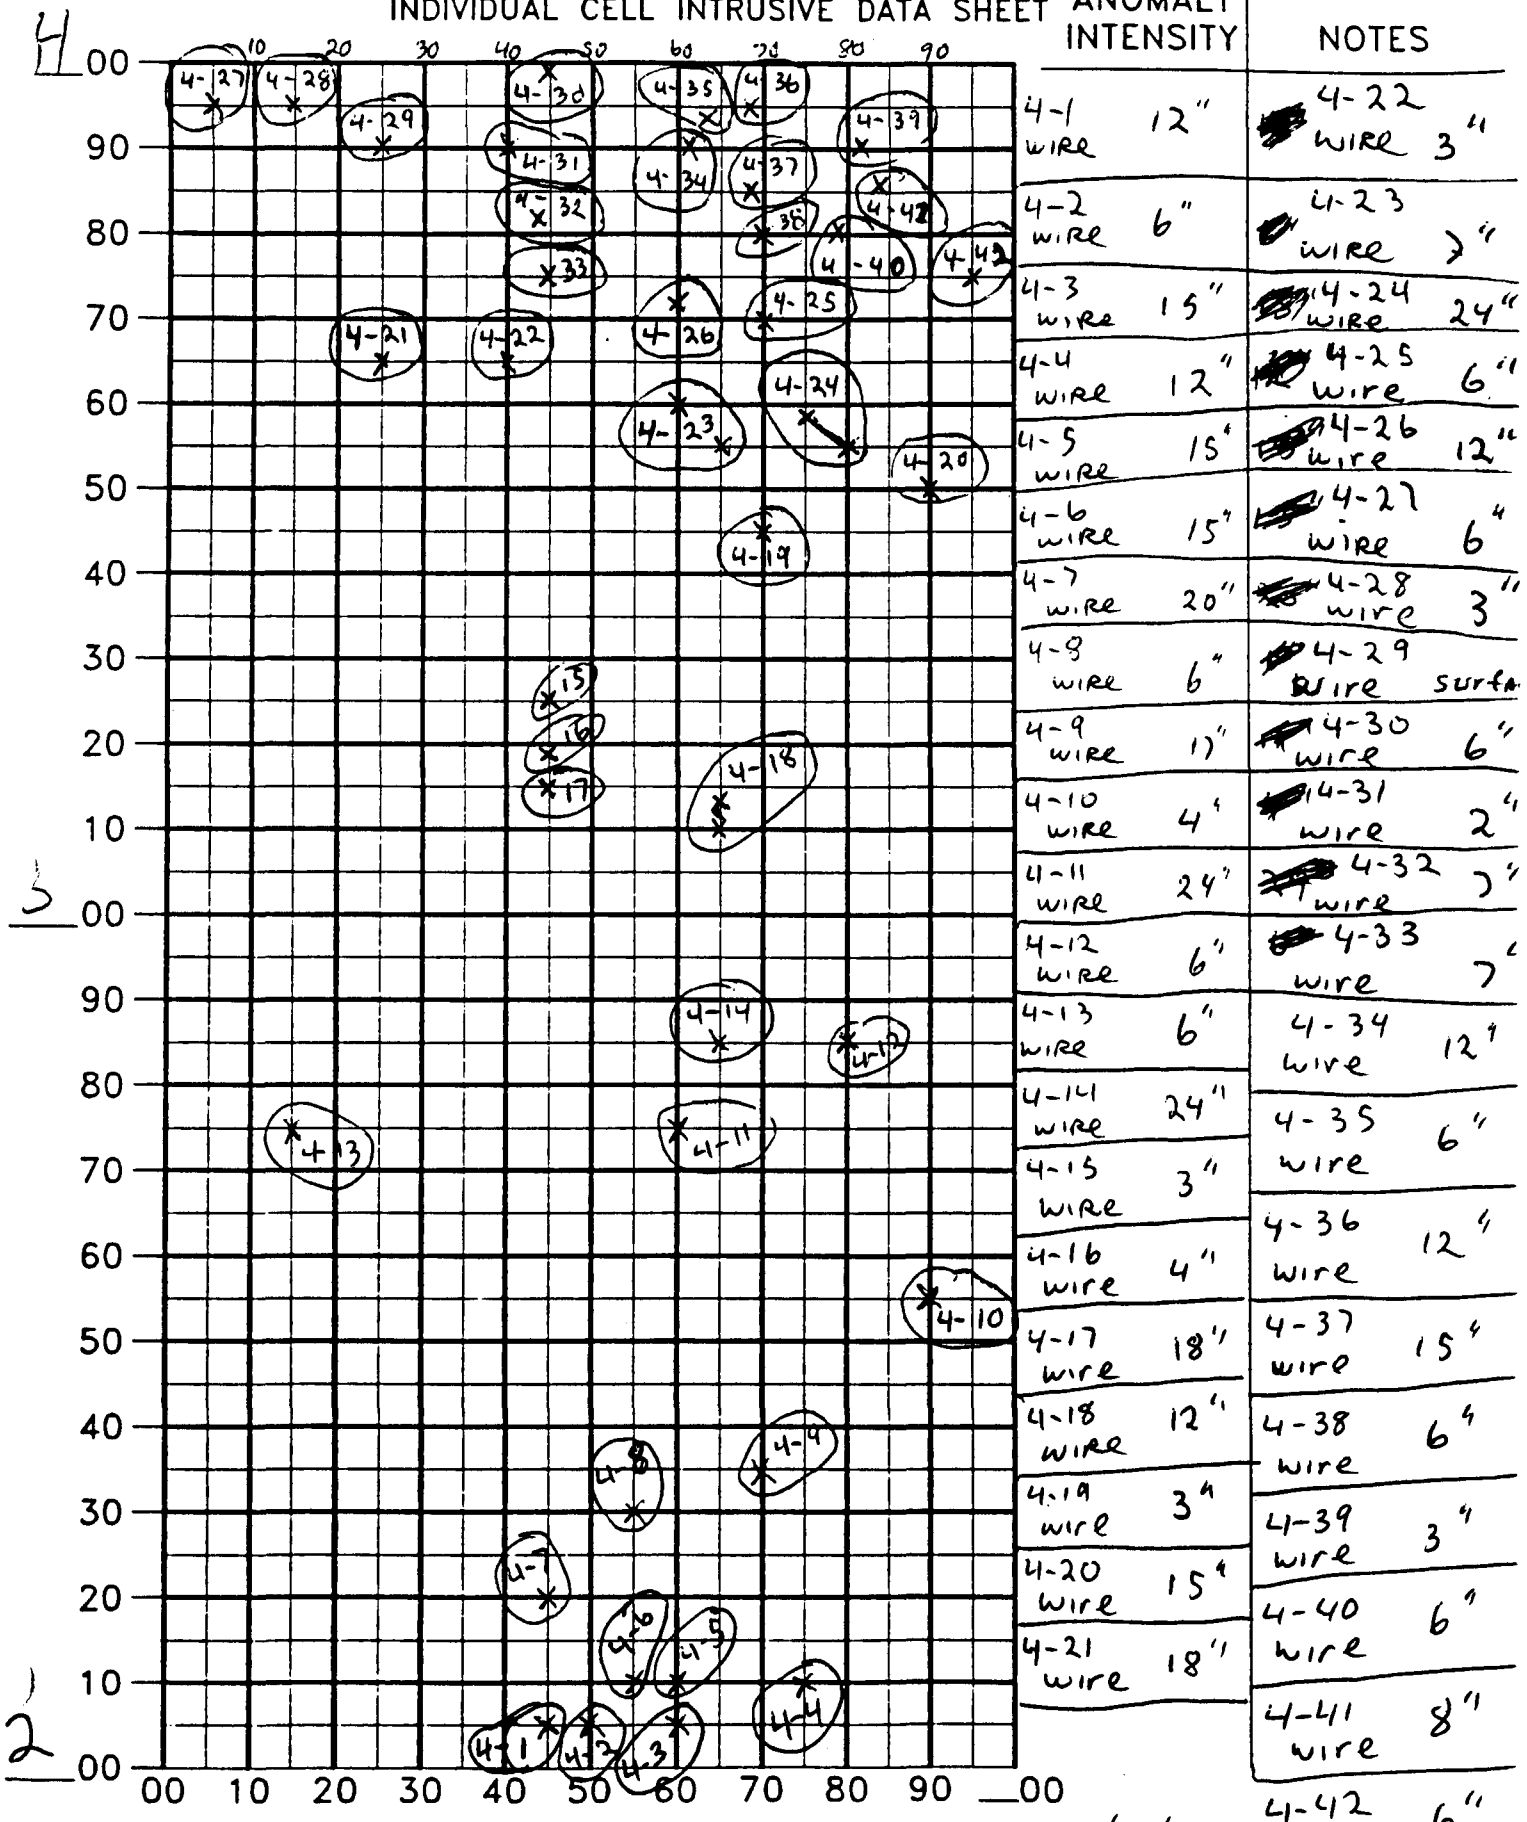 INDIVIDUAL CELL INTRUSIVE DATA SHEET
ANOMALY
INTENSITY
NOTES
10 20 30 40 50 60 70 80 90
4 00
90
80
70
60
50
40
30
20
10
3 00
90
80
70
60
50
40
30
20
10
2 00
00 10 20 30 40 50 60 70 80 90 00
4-27
4-28
4-29
4-30
4-35
4-36
4-39
4-31
4-34
4-37
4-32
38
4-40
33
4-25
4-26
4-21
4-22
4-24
4-23
4-20
4-19
15
16
17
4-18
4-14
4-12
4-13
4-11
4-10
4-9
4-8
4-7
4-6
4-5
4-4
4-1
4-2
4-3
4-1
wire 12"
4-2
wire 6"
4-3
wire 15"
4-4
wire 12"
4-5
wire 15"
4-6
wire 15"
4-7
wire 20"
4-8
wire 6"
4-9
wire
4-10
wire 4"
4-11
wire 24"
4-12
wire 6"
4-13
wire 6"
4-14
wire 24"
4-15
wire 3"
4-16
wire 4"
4-17
wire 18"
4-18
wire 12"
4-19
wire 3"
4-20
wire 15"
4-21
wire 18"
4-22
wire 3"
4-23
wire 7"
4-24
wire 24"
4-25
wire 6"
4-26
wire 12"
4-27
wire 6"
4-28
wire 3"
4-29
wire surfa
4-30
wire 6"
4-31
wire 2"
4-32
wire 7"
4-33
wire 7"
4-34
wire 12"
4-35
wire 6"
4-36
wire 12"
4-37
wire 15"
4-38
wire 6"
4-39
wire 3"
4-40
wire 6"
4-41
wire 8"
4-42 6"